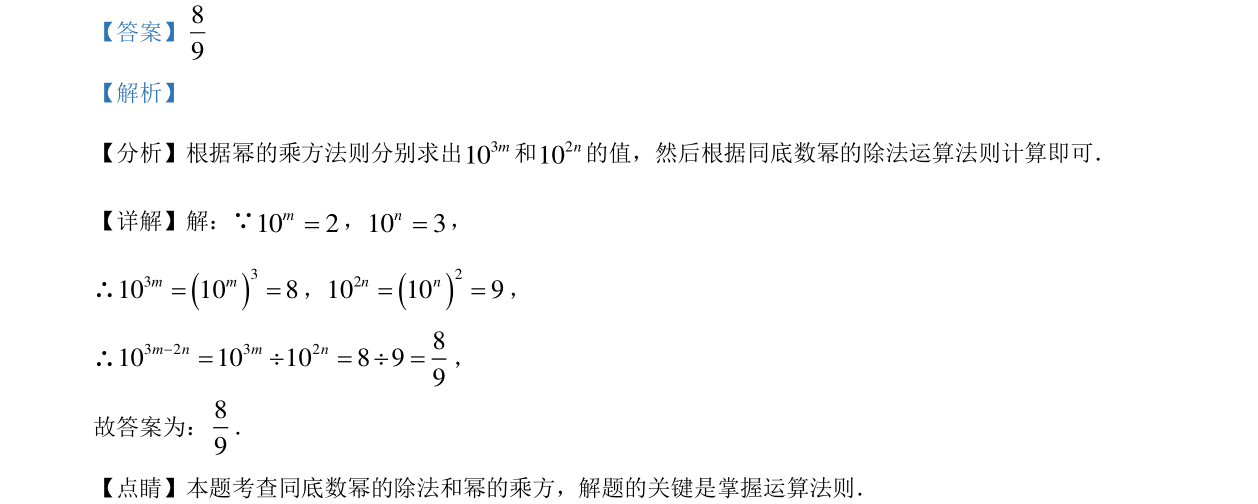 【答案】$\frac{8}{9}$
【解析】
【分析】根据幂的乘方法则分别求出$10^{3m}$和$10^{2n}$的值，然后根据同底数幂的除法运算法则计算即可．
【详解】解：∵$10^{m}=2$，$10^{n}=3$，
∴$10^{3m}=\left(10^{m}\right)^{3}=8$，$10^{2n}=\left(10^{n}\right)^{2}=9$，
∴$10^{3m-2n}=10^{3m}\div10^{2n}=8\div9=\frac{8}{9}$，
故答案为：$\frac{8}{9}$．
【点睛】本题考查同底数幂的除法和幂的乘方，解题的关键是掌握运算法则．